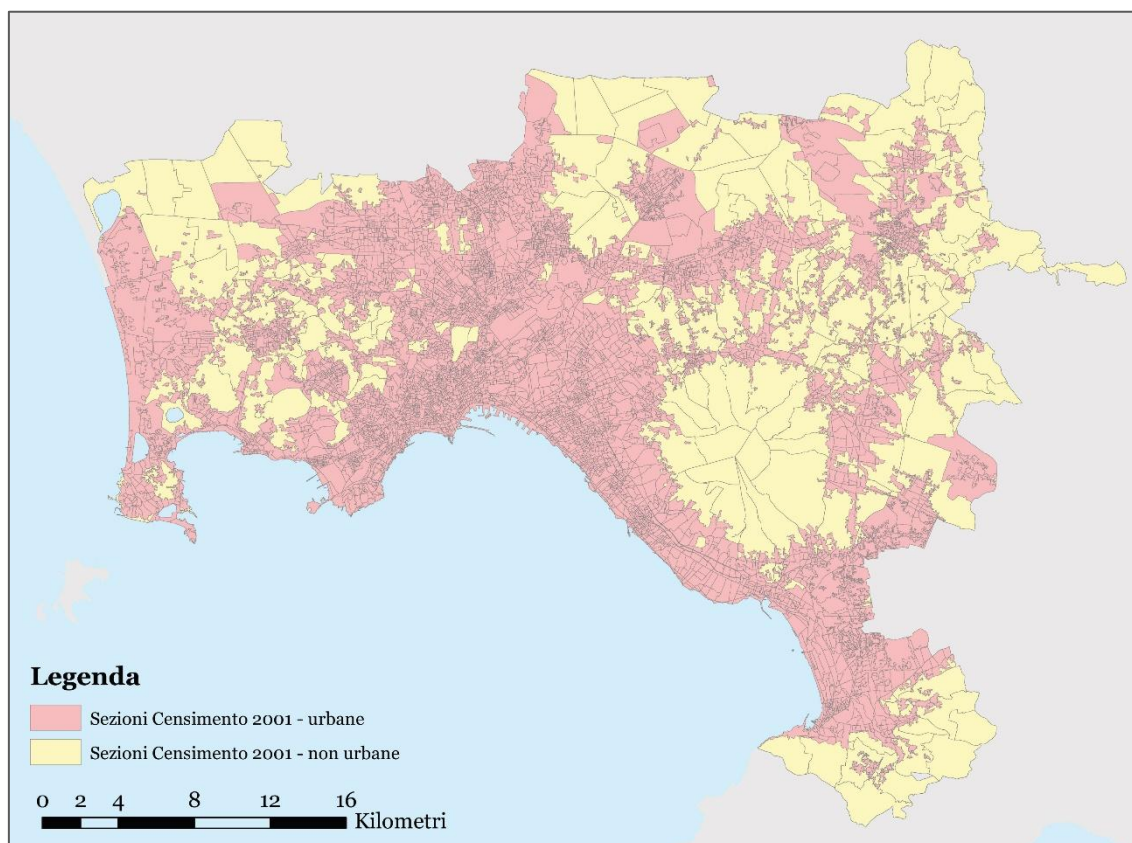 Legenda
Sezioni Censimento 2001 - urbane
Sezioni Censimento 2001 - non urbane
0 2 4 8 12 16
Kilometri